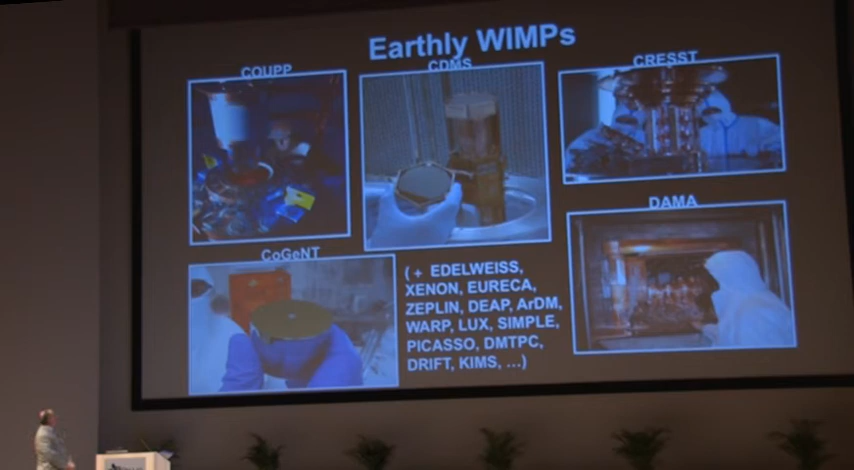 Earthly WIMPs
COUPP
CDMS
CRESST
DAMA
CoGeNT
(+ EDELWEISS,
XENON, EURECA,
ZEPLIN, DEAP, ArDM,
WARP, LUX, SIMPLE,
PICASSO, DMTPC,
DRIFT, KIMS, ...)